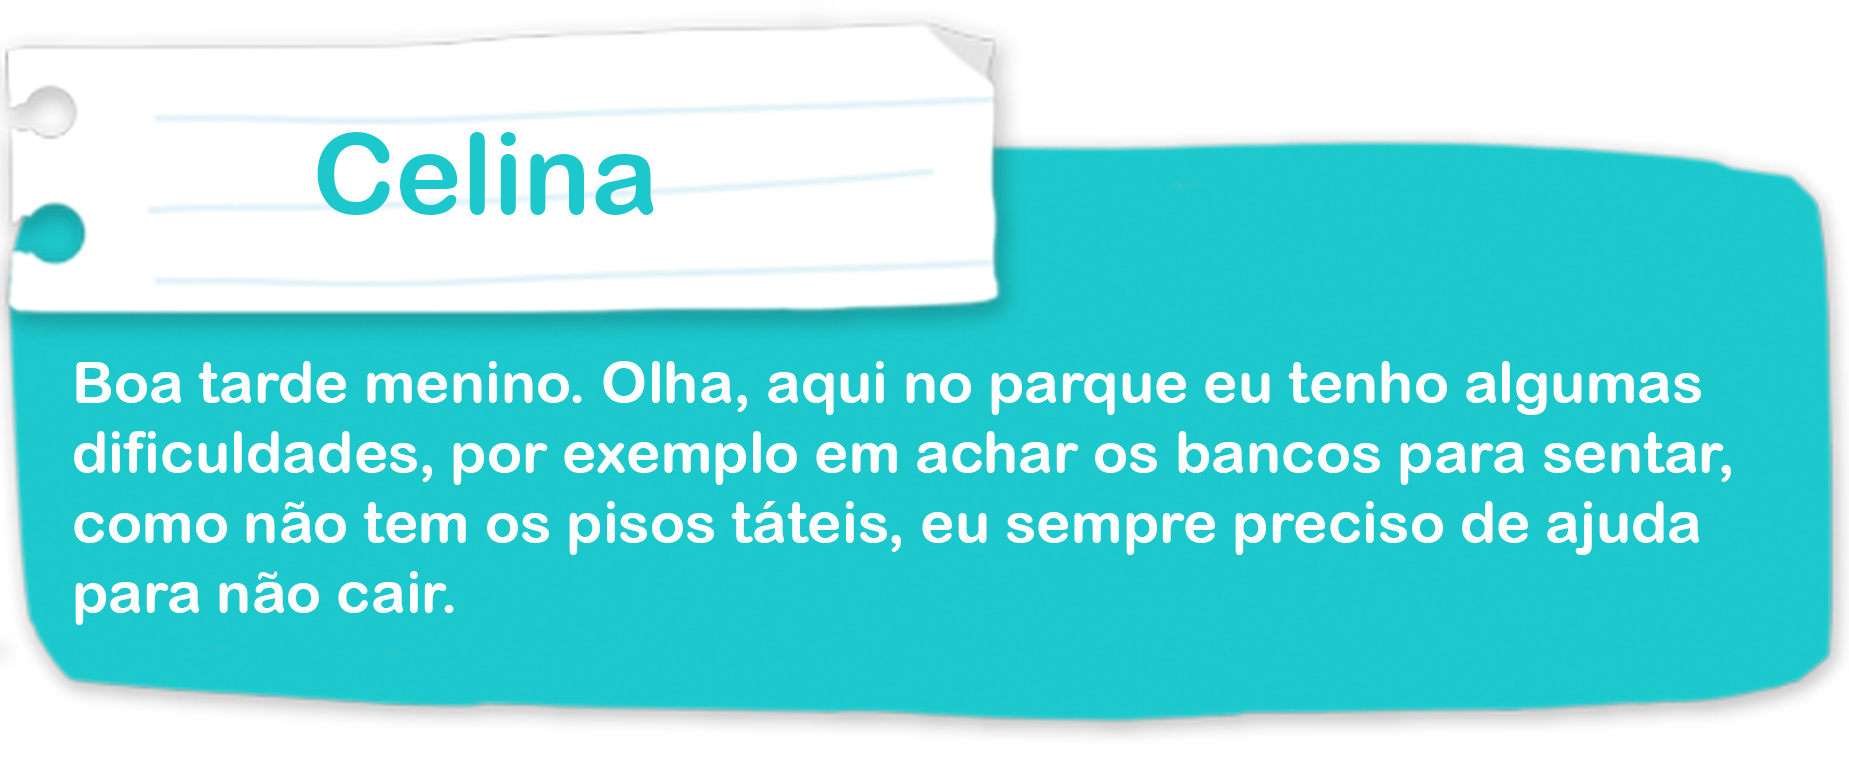 Celina
Boa tarde menino. Olha, aqui no parque eu tenho algumas
dificuldades, por exemplo em achar os bancos para sentar,
como não tem os pisos táteis, eu sempre preciso de ajuda
para não cair.